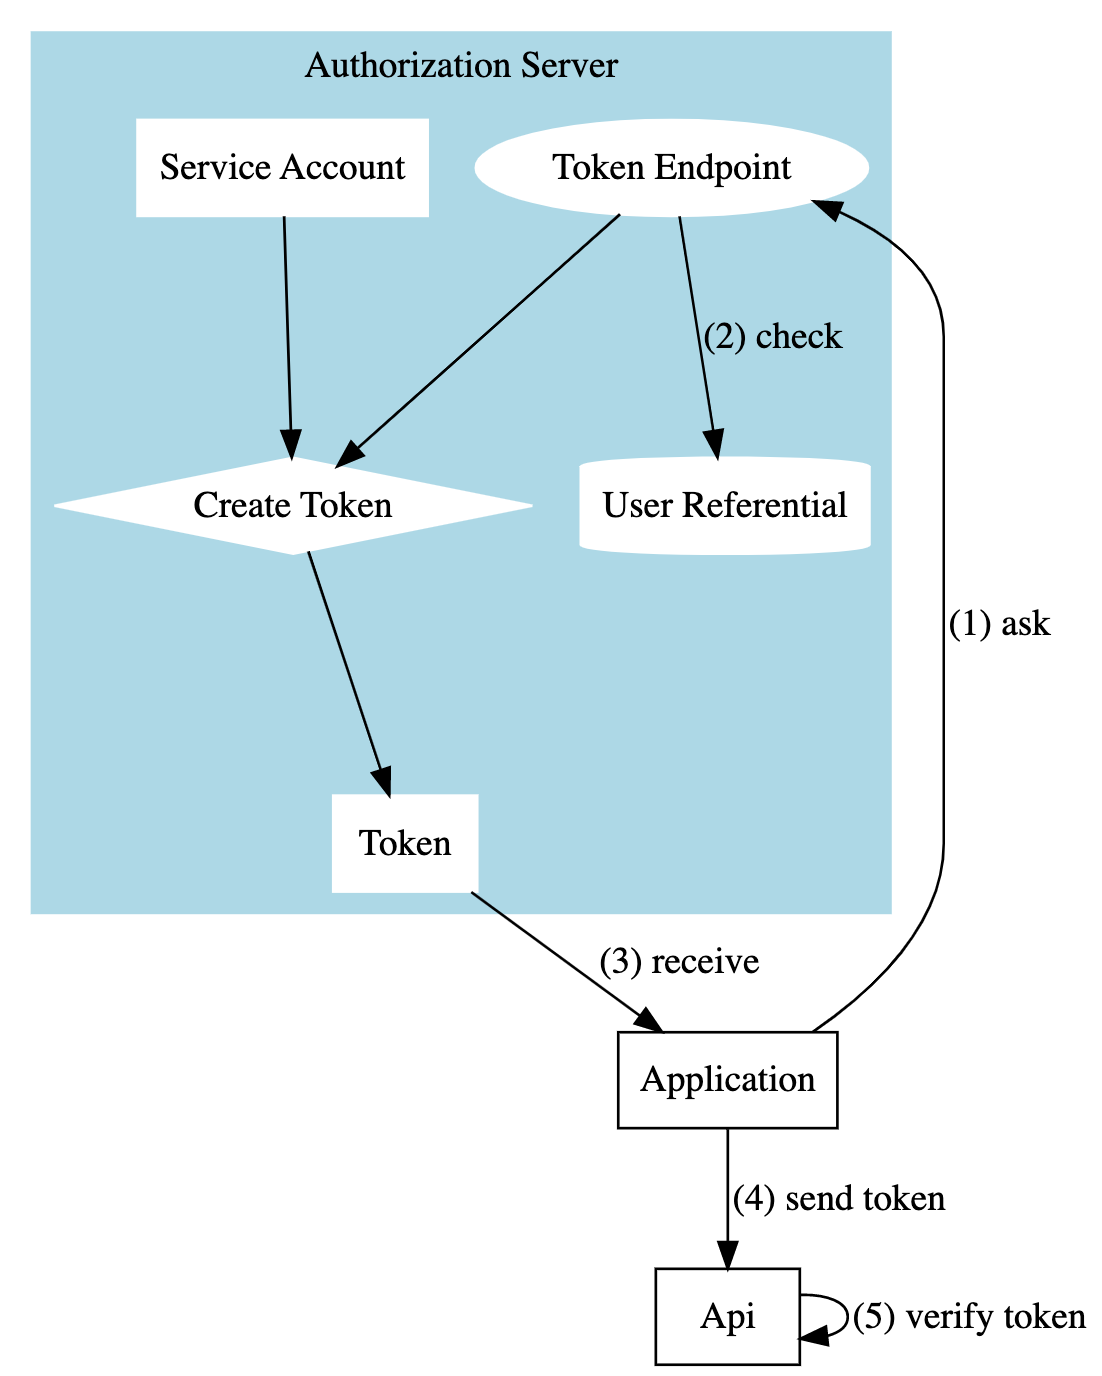 Authorization Server
Service Account
Token Endpoint
(2) check
Create Token
User Referential
(1) ask
Token
(3) receive
Application
(4) send token
Api
(5) verify token